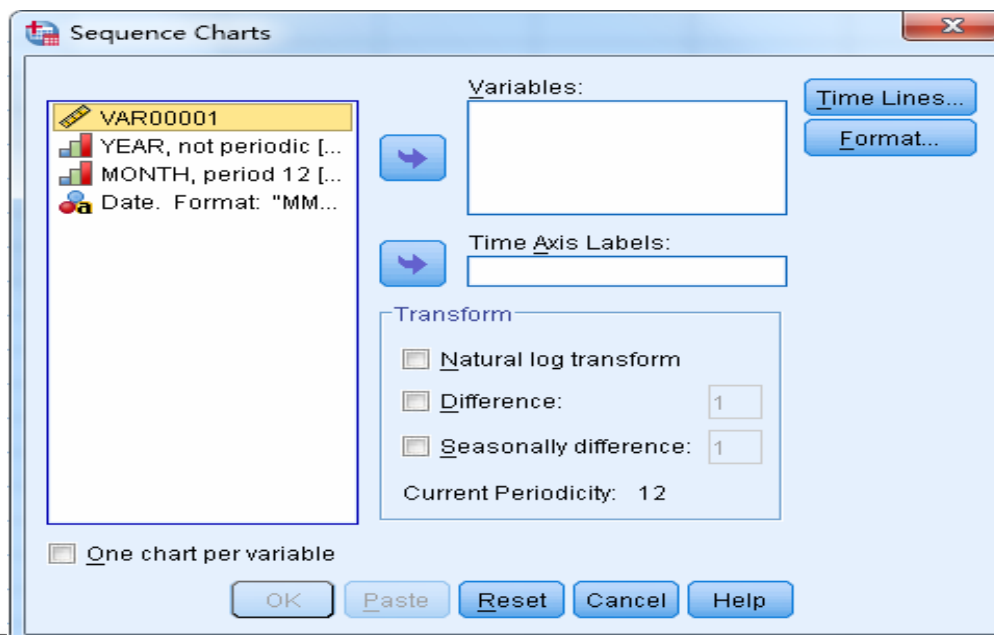 Sequence Charts
Variables:
Time Lines...
Format...
VAR00001
YEAR, not periodic [...
MONTH, period 12 [...
Date. Format: "MM...
Time Axis Labels:
Transform
Natural log transform
Difference:
1
Seasonally difference:
1
Current Periodicity: 12
One chart per variable
OK
Paste
Reset
Cancel
Help